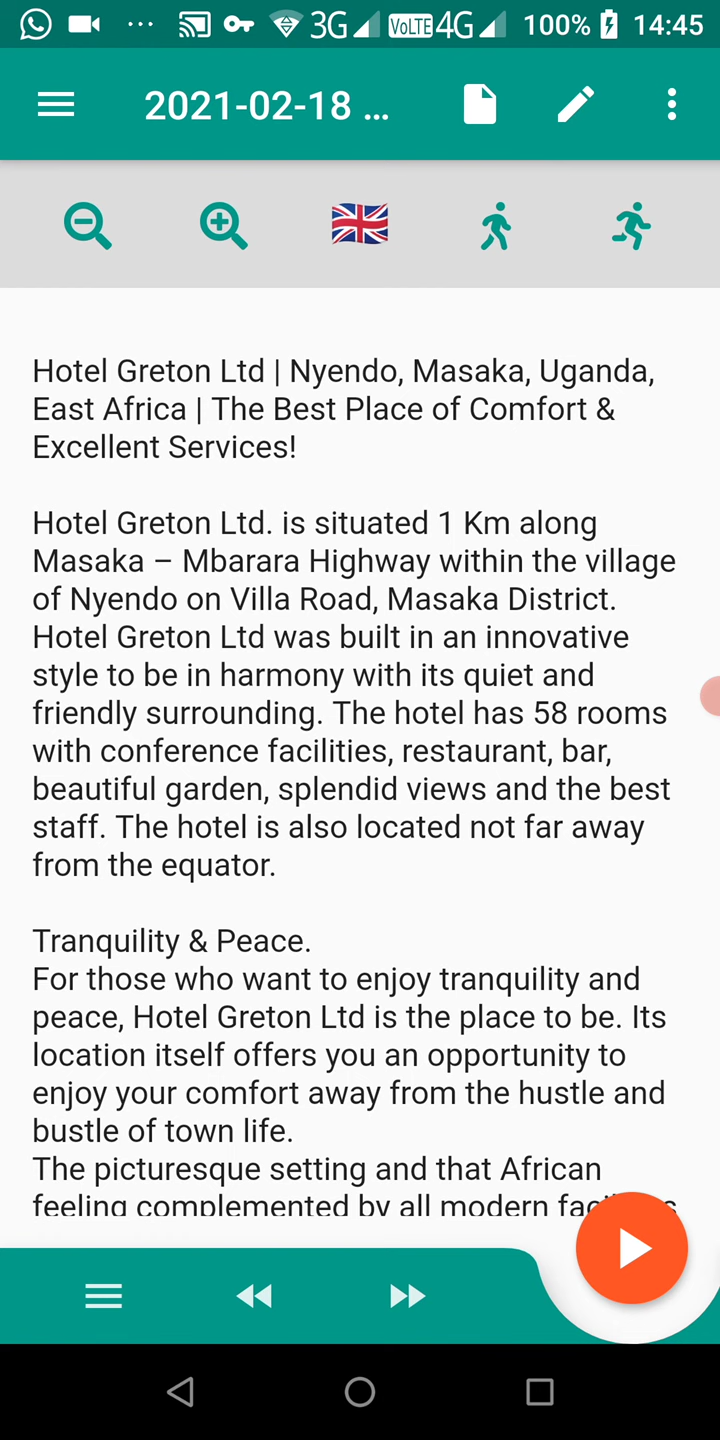 3G VoLTE 4G 100% 14:45
2021-02-18 ...
Hotel Greton Ltd | Nyendo, Masaka, Uganda,
East Africa | The Best Place of Comfort &
Excellent Services!
Hotel Greton Ltd. is situated 1 Km along
Masaka – Mbarara Highway within the village
of Nyendo on Villa Road, Masaka District.
Hotel Greton Ltd was built in an innovative
style to be in harmony with its quiet and
friendly surrounding. The hotel has 58 rooms
with conference facilities, restaurant, bar,
beautiful garden, splendid views and the best
staff. The hotel is also located not far away
from the equator.
Tranquility & Peace.
For those who want to enjoy tranquility and
peace, Hotel Greton Ltd is the place to be. Its
location itself offers you an opportunity to
enjoy your comfort away from the hustle and
bustle of town life.
The picturesque setting and that African
feeling complemented by all modern